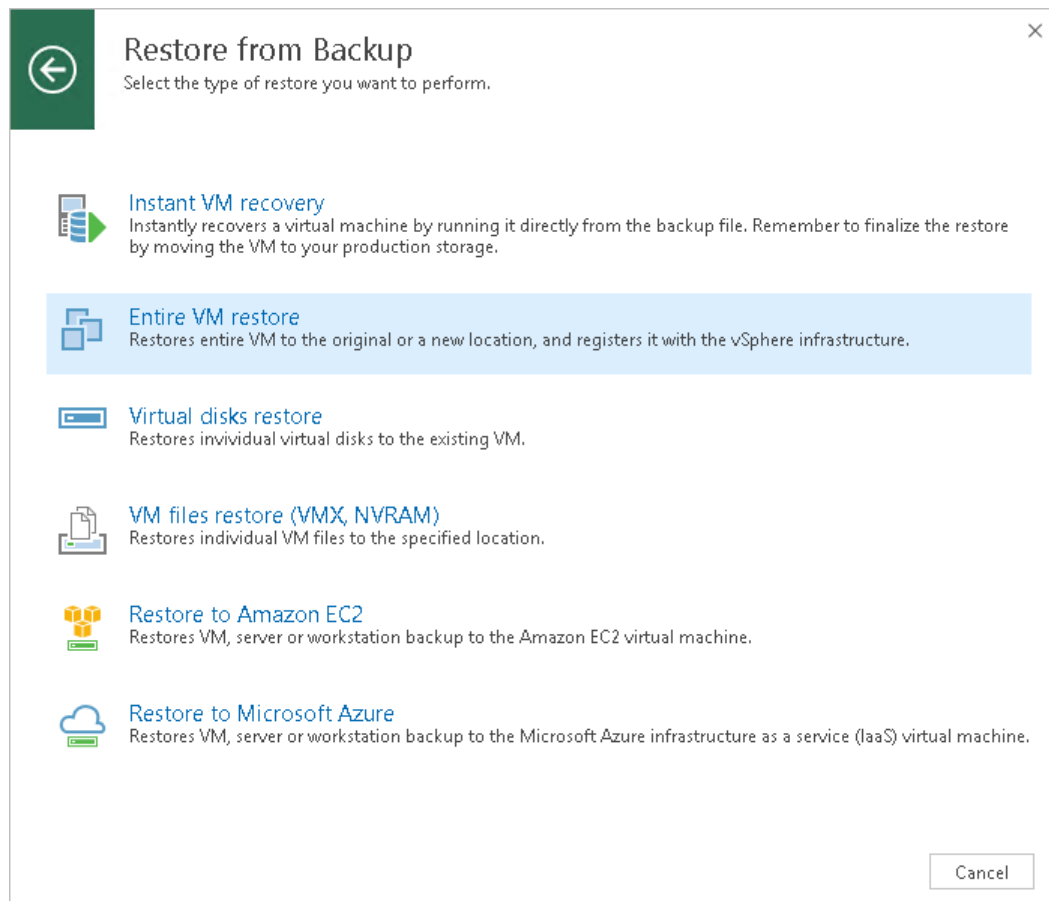 Restore from Backup
Select the type of restore you want to perform.
Instant VM recovery
Instantly recovers a virtual machine by running it directly from the backup file. Remember to finalize the restore
by moving the VM to your production storage.
Entire VM restore
Restores entire VM to the original or a new location, and registers it with the vSphere infrastructure.
Virtual disks restore
Restores invividual virtual disks to the existing VM.
VM files restore (VMX, NVRAM)
Restores individual VM files to the specified location.
Restore to Amazon EC2
Restores VM, server or workstation backup to the Amazon EC2 virtual machine.
Restore to Microsoft Azure
Restores VM, server or workstation backup to the Microsoft Azure infrastructure as a service (IaaS) virtual machine.
Cancel